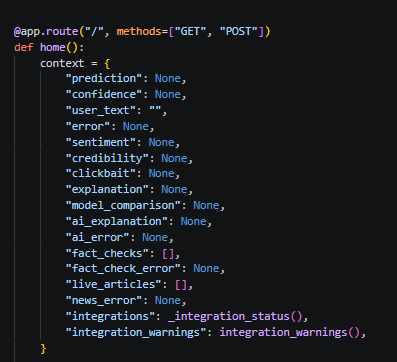 @app.route("/", methods=["GET", "POST"])
def home():
    context = {
        "prediction": None,
        "confidence": None,
        "user_text": "",
        "error": None,
        "sentiment": None,
        "credibility": None,
        "clickbait": None,
        "explanation": None,
        "model_comparison": None,
        "ai_explanation": None,
        "ai_error": None,
        "fact_checks": [],
        "fact_check_error": None,
        "live_articles": [],
        "news_error": None,
        "integrations": _integration_status(),
        "integration_warnings": integration_warnings(),
    }